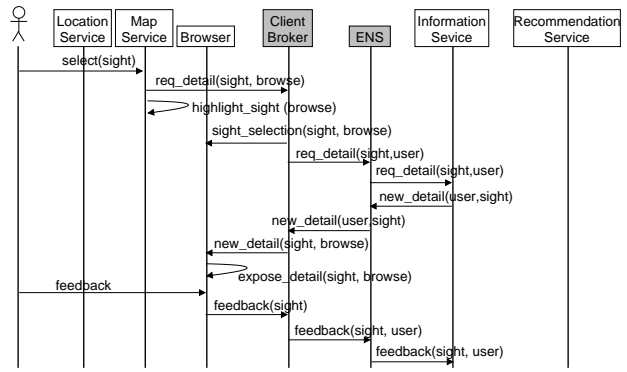 Location
Service
Map
Service
Browser
Client
Broker
ENS
Information
Sevice
Recommendation
Service
select(sight)
req_detail(sight, browse)
highlight_sight (browse)
sight_selection(sight, browse)
req_detail(sight,user)
req_detail(sight,user)
new_detail(user,sight)
new_detail(user,sight)
new_detail(sight, browse)
expose_detail(sight, browse)
feedback
feedback(sight)
feedback(sight, user)
feedback(sight, user)